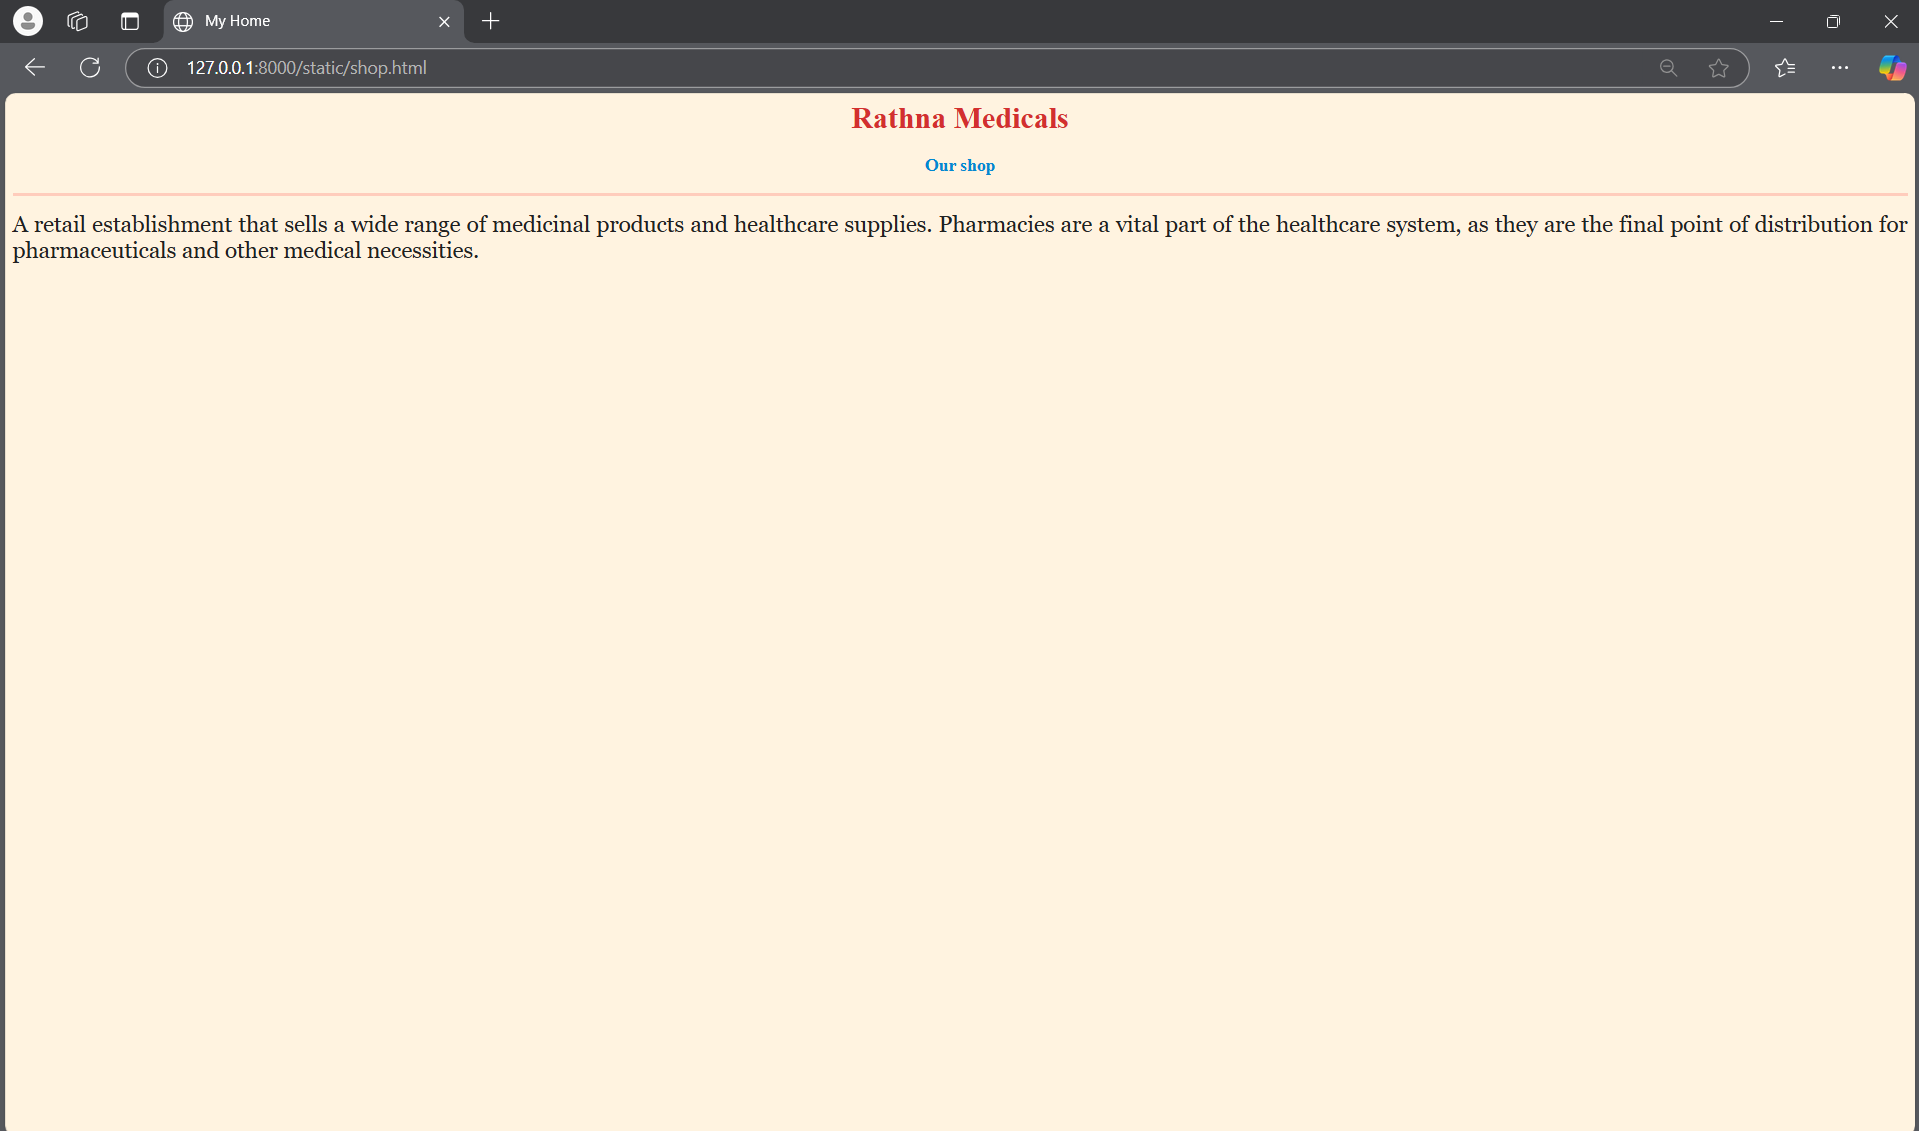 My Home
127.0.0.1:8000/static/shop.html
Rathna Medicals
Our shop
A retail establishment that sells a wide range of medicinal products and healthcare supplies. Pharmacies are a vital part of the healthcare system, as they are the final point of distribution for
pharmaceuticals and other medical necessities.